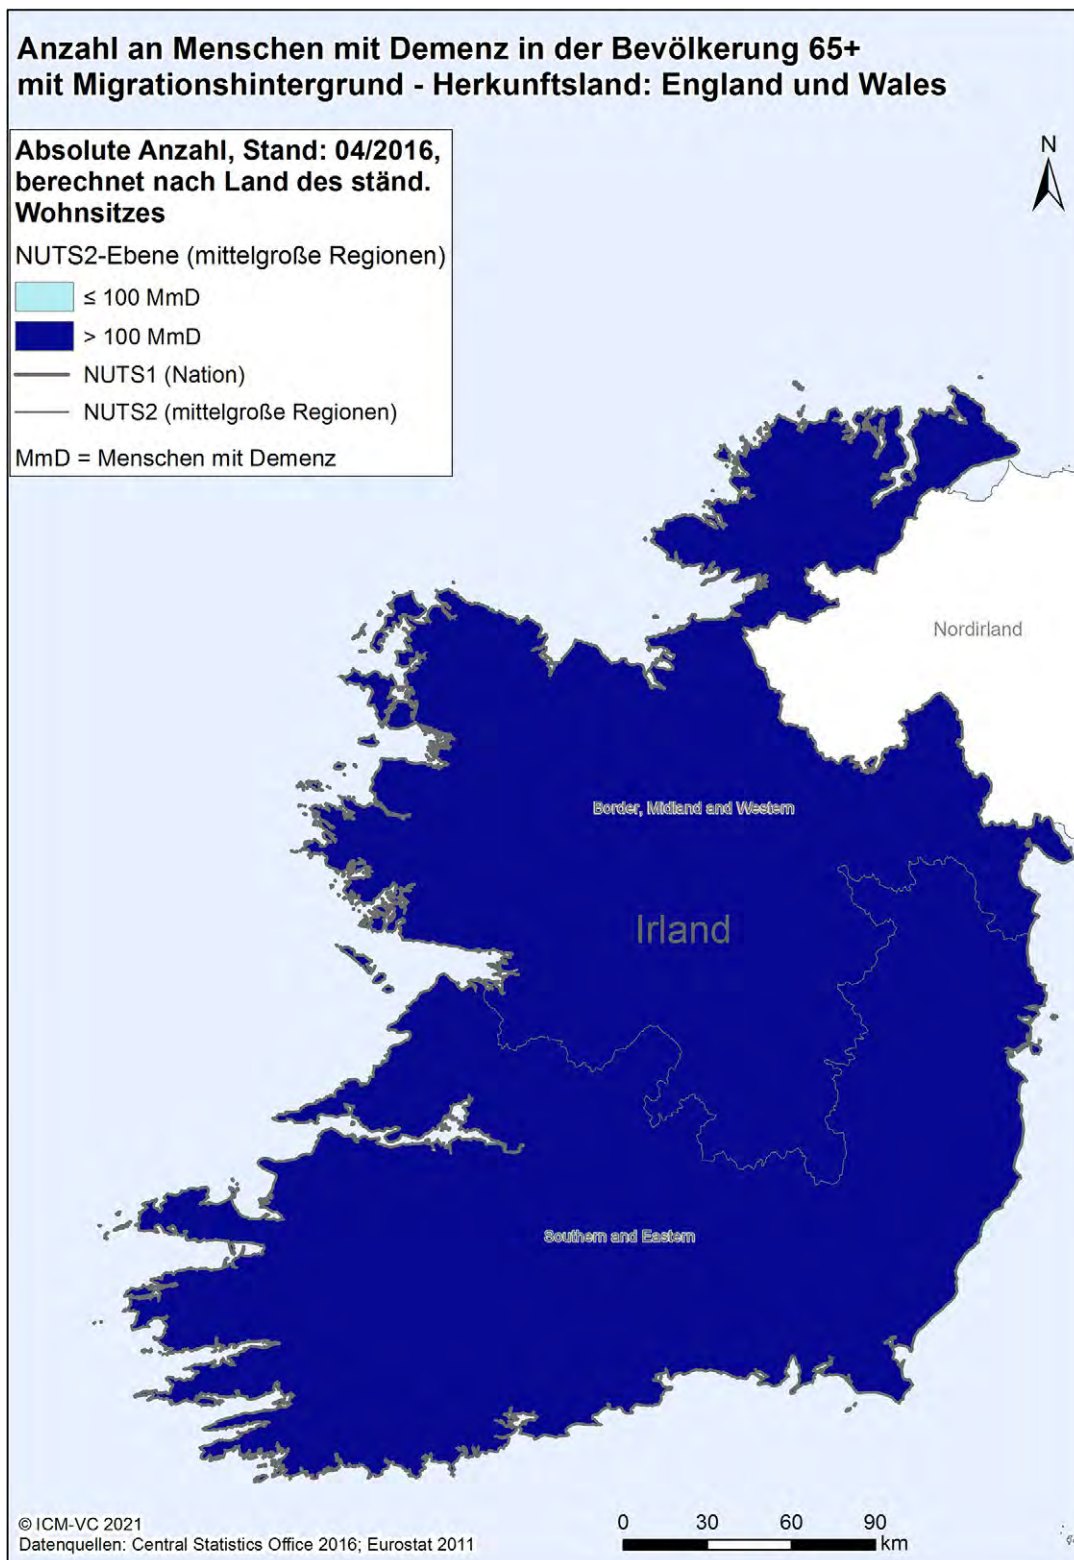 Anzahl an Menschen mit Demenz in der Bevölkerung 65+
mit Migrationshintergrund - Herkunftsland: England und Wales
Absolute Anzahl, Stand: 04/2016,
berechnet nach Land des ständ.
Wohnsitzes
NUTS2-Ebene (mittelgroße Regionen)
≤ 100 MmD
> 100 MmD
NUTS1 (Nation)
NUTS2 (mittelgroße Regionen)
MmD = Menschen mit Demenz
N
Nordirland
Border, Midland and Western
Irland
Southern and Eastern
© ICM-VC 2021
Datenquellen: Central Statistics Office 2016; Eurostat 2011
0 30 60 90
km